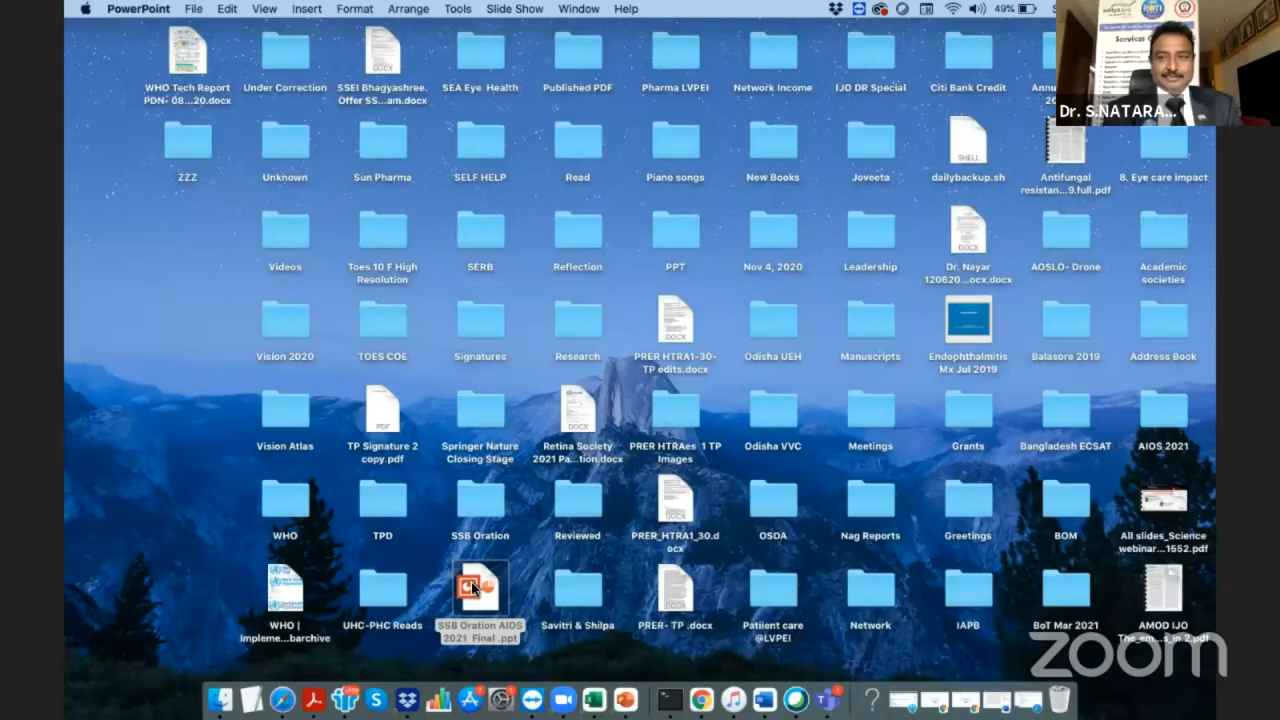 PowerPoint File Edit View Insert Format Arrange Tools Slide Show Window Help
49%
WHO Tech Report
PDN- 08...20.docx
Under Correction
SSEI Bhagyashree
Offer SS...am.docx
SEA Eye Health
Published PDF
Pharma LVPEI
Network Income
IJO DR Special
Citi Bank Credit
Dr. S.NATARA...
ZZZ
Unknown
Sun Pharma
SELF HELP
Read
Piano songs
New Books
Joveeta
SHELL
dailybackup.sh
Antifungal
resistan...9.full.pdf
8. Eye care impact
Videos
Toes 10 F High
Resolution
SERB
Reflection
PPT
Nov 4, 2020
Leadership
DOCX
Dr. Nayar
120620...ocx.docx
AOSLO- Drone
Academic
societies
Vision 2020
TOES COE
Signatures
Research
DOCX
PRER HTRA1-30-
TP edits.docx
Odisha UEH
Manuscripts
Endophthalmitis
Mx Jul 2019
Balasore 2019
Address Book
Vision Atlas
PDF
TP Signature 2
copy.pdf
Springer Nature
Closing Stage
DOCX
Retina Society
2021 Pa...tion.docx
PRER HTRAes 1 TP
Images
Odisha VVC
Meetings
Grants
Bangladesh ECSAT
AIOS 2021
WHO
TPD
SSB Oration
Reviewed
DOCX
PRER_HTRA1_30.d
ocx
OSDA
Nag Reports
Greetings
BOM
All slides_Science
webinar...1552.pdf
WHO |
Impleme...barchive
UHC-PHC Reads
SSB Oration AIOS
2021 Final .ppt
Savitri & Shilpa
DOCX
PRER- TP .docx
Patiient care
@LVPEI
Network
IAPB
BoT Mar 2021
AMOD IJO
zoom